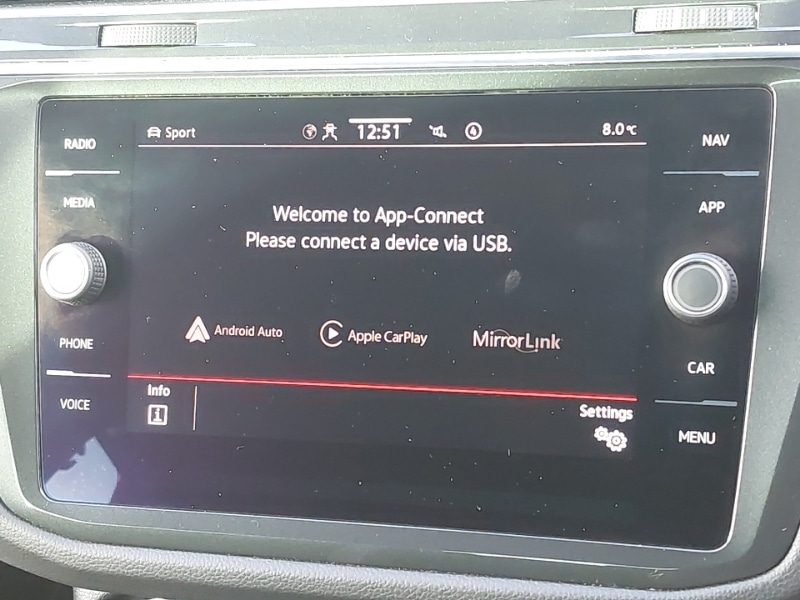 RADIO
MEDIA
PHONE
VOICE
Sport
12:51
4
8.0°C
Welcome to App-Connect
Please connect a device via USB.
Android Auto
Apple CarPlay
MirrorLink
Info
i
Settings
NAV
APP
CAR
MENU